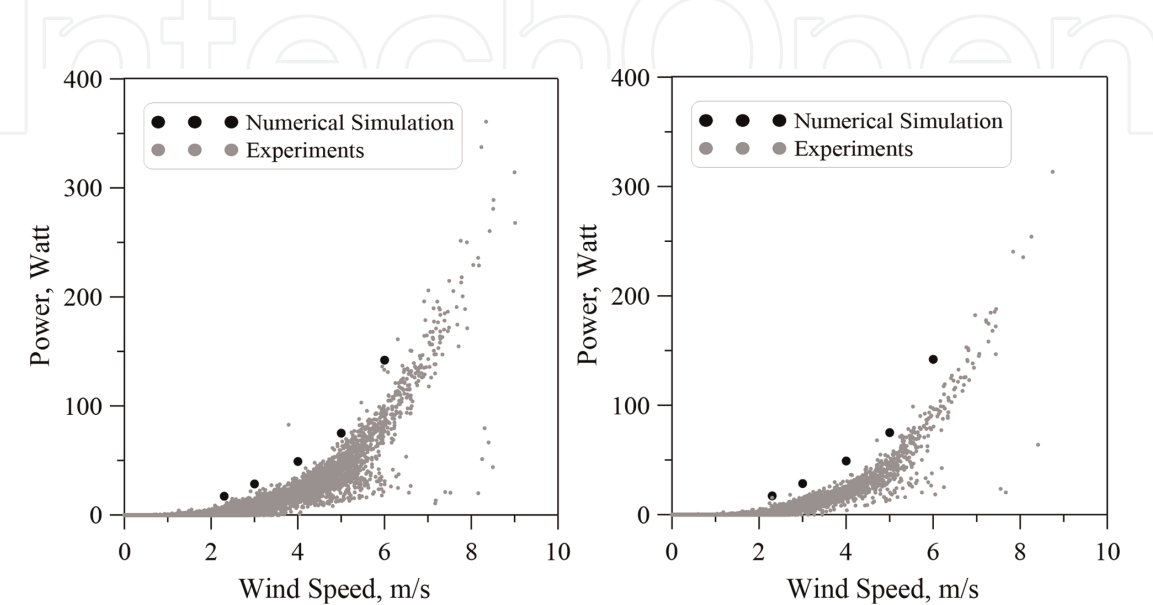 IntechOpen
400
300
200
100
0
Power, Watt
Numerical Simulation
Experiments
0 2 4 6 8 10
Wind Speed, m/s
400
300
200
100
0
Power, Watt
Numerical Simulation
Experiments
0 2 4 6 8 10
Wind Speed, m/s